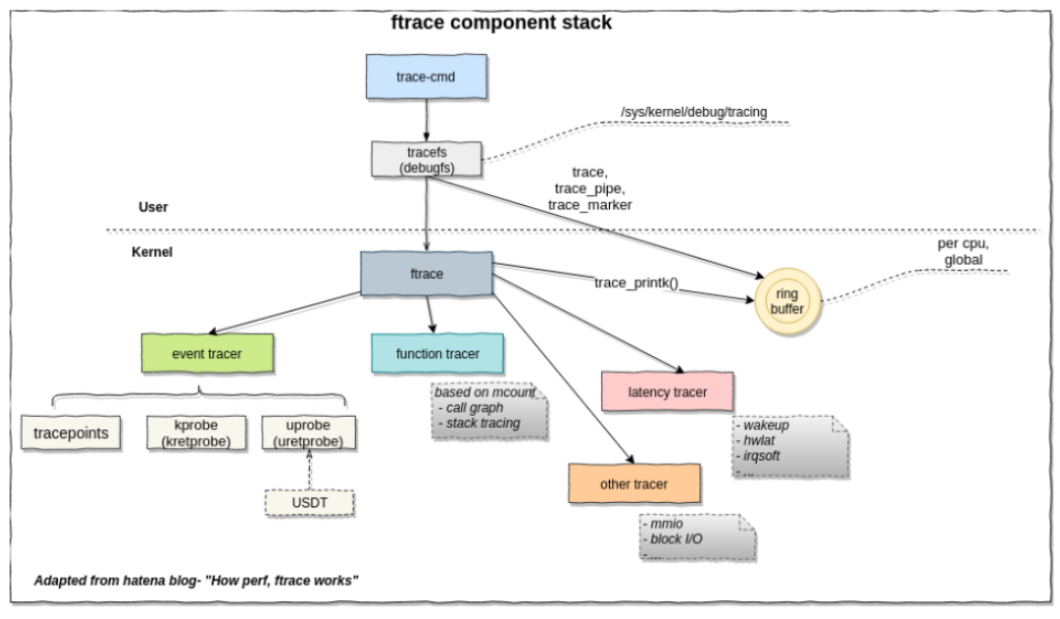 ftrace component stack
trace-cmd
/sys/kernel/debug/tracing
tracefs
(debugfs)
trace,
trace_pipe,
trace_marker
User
Kernel
per cpu,
global
ftrace
trace_printk()
ring
buffer
event tracer
function tracer
latency tracer
based on mcount
- call graph
- stack tracing
tracepoints
kprobe
(kretprobe)
uprobe
(uretprobe)
- wakeup
- hwlat
- irqsoft
- ...
other tracer
USDT
- mmio
- block I/O
- ...
Adapted from hatena blog- "How perf, ftrace works"